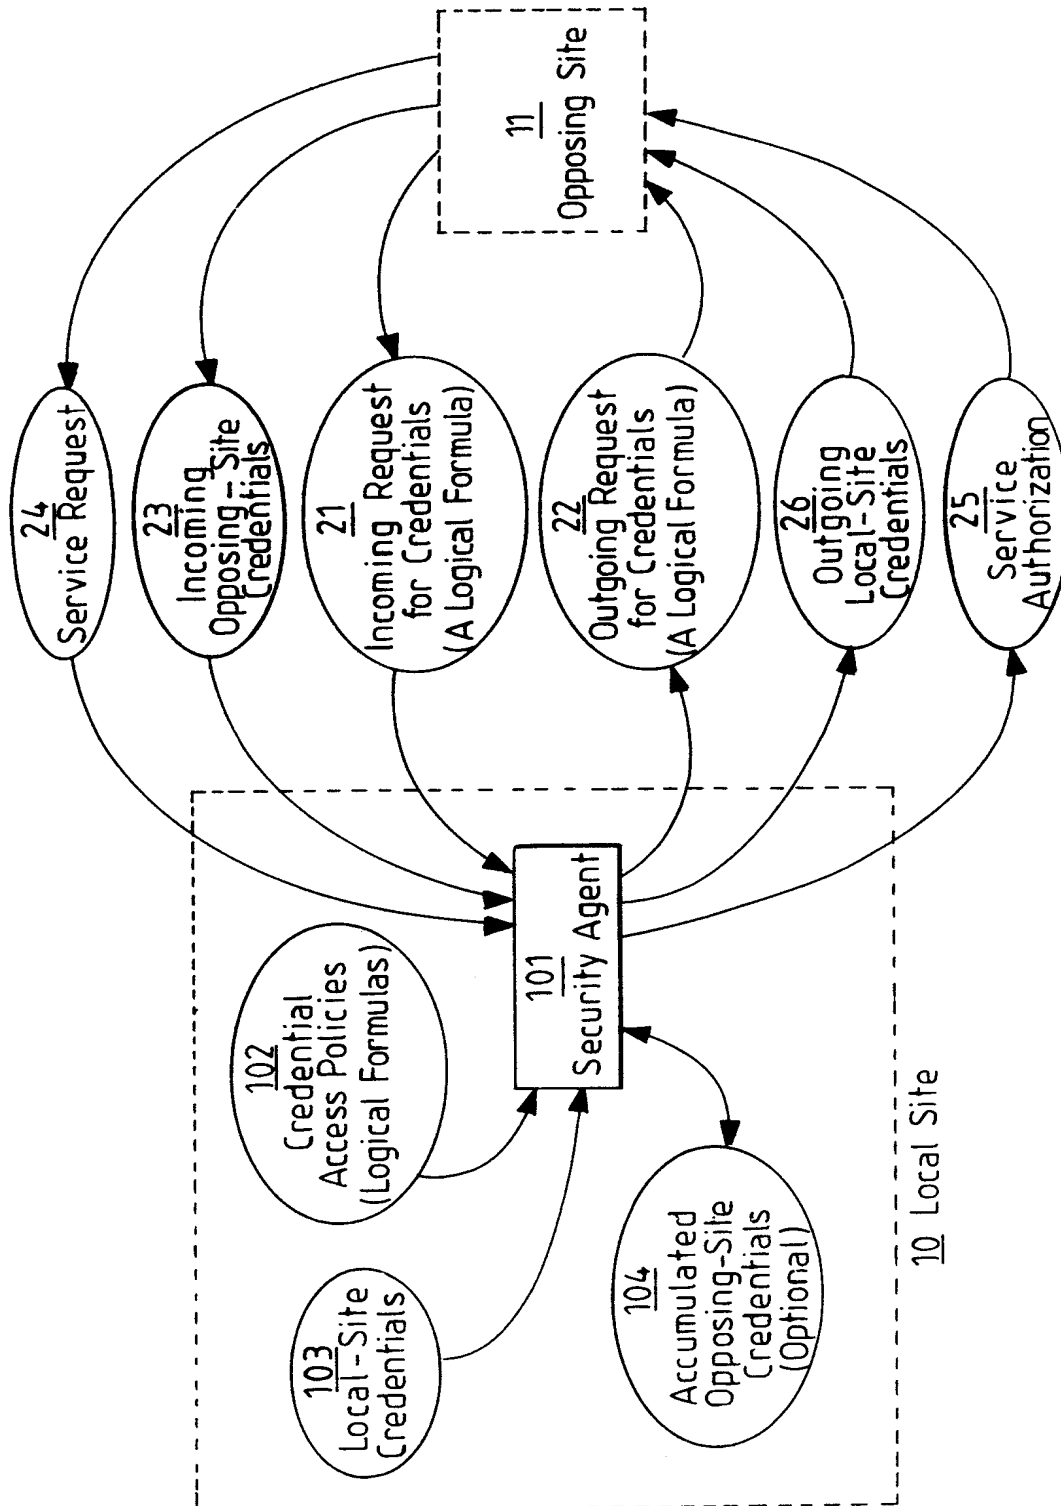 24
Service Request
23
Incoming
Opposing-Site
Credentials
21
Incoming Request
for Credentials
(A Logical Formula)
22
Outgoing Request
for Credentials
(A Logical Formula)
26
Outgoing
Local-Site
Credentials
25
Service
Authorization
11
Opposing Site
102
Credential
Access Policies
(Logical Formulas)
103
Local-Site
Credentials
101
Security Agent
104
Accumulated
Opposing-Site
Credentials
(Optional)
10 Local Site